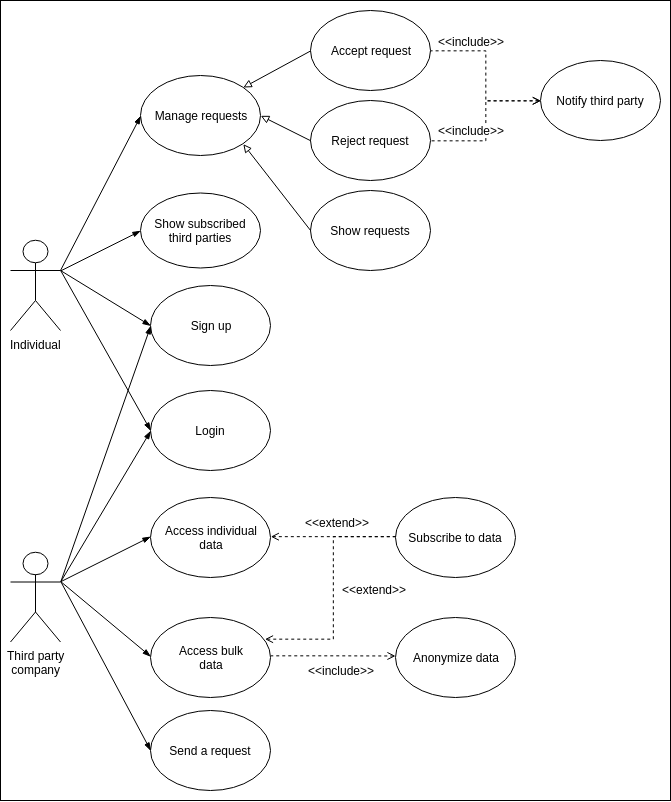 Accept request
<<include>>
Manage requests
Notify third party
Reject request
<<include>>
Show subscribed
third parties
Show requests
Sign up
Individual
Login
Access individual
data
<<extend>>
Subscribe to data
<<extend>>
Third party
company
Access bulk
data
<<include>>
Anonymize data
Send a request